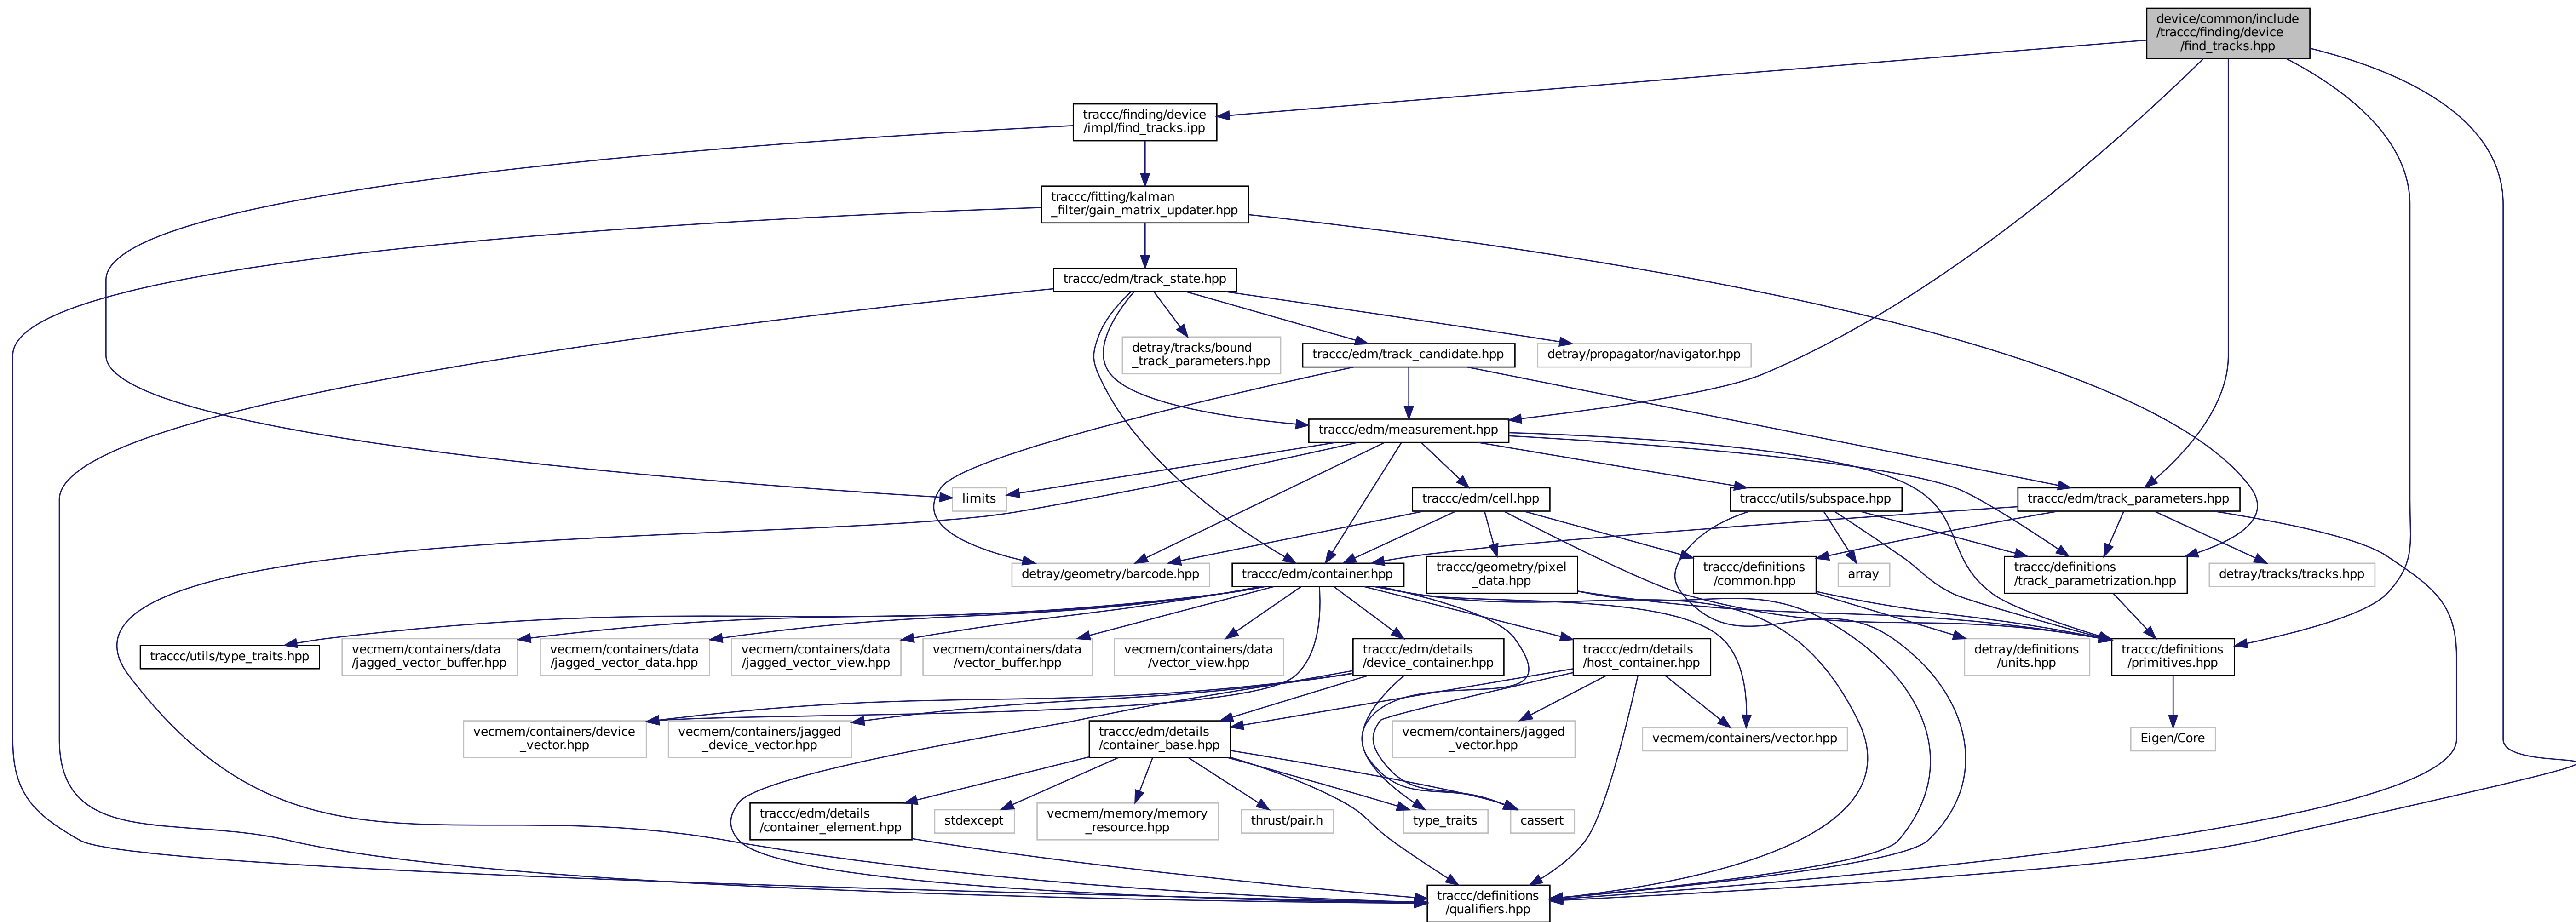 device/common/include
/traccc/finding/device
/find_tracks.hpp
traccc/finding/device
/impl/find_tracks.ipp
traccc/fitting/kalman
_filter/gain_matrix_updater.hpp
traccc/edm/track_state.hpp
detray/tracks/bound
_track_parameters.hpp
traccc/edm/track_candidate.hpp
detray/propagator/navigator.hpp
traccc/edm/measurement.hpp
limits
traccc/edm/cell.hpp
traccc/utils/subspace.hpp
traccc/edm/track_parameters.hpp
detray/geometry/barcode.hpp
traccc/edm/container.hpp
traccc/geometry/pixel
_data.hpp
traccc/definitions
/common.hpp
array
traccc/definitions
/track_parametrization.hpp
detray/tracks/tracks.hpp
traccc/utils/type_traits.hpp
vecmem/containers/data
/jagged_vector_buffer.hpp
vecmem/containers/data
/jagged_vector_data.hpp
vecmem/containers/data
/jagged_vector_view.hpp
vecmem/containers/data
/vector_buffer.hpp
vecmem/containers/data
/vector_view.hpp
traccc/edm/details
/device_container.hpp
traccc/edm/details
/host_container.hpp
detray/definitions
/units.hpp
traccc/definitions
/primitives.hpp
vecmem/containers/device
_vector.hpp
vecmem/containers/jagged
_device_vector.hpp
traccc/edm/details
/container_base.hpp
vecmem/containers/jagged
_vector.hpp
vecmem/containers/vector.hpp
Eigen/Core
traccc/edm/details
/container_element.hpp
stdexcept
vecmem/memory/memory
_resource.hpp
thrust/pair.h
type_traits
cassert
traccc/definitions
/qualifiers.hpp